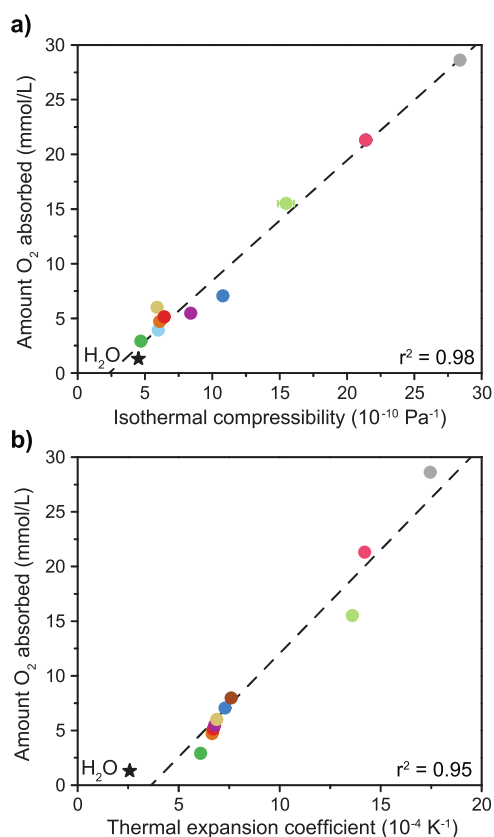 a)
30
25
20
15
10
5
0
Amount O₂ absorbed (mmol/L)
H₂O
r² = 0.98
0 5 10 15 20 25 30
Isothermal compressibility (10⁻¹⁰ Pa⁻¹)
b)
30
25
20
15
10
5
0
Amount O₂ absorbed (mmol/L)
H₂O
r² = 0.95
0 5 10 15 20
Thermal expansion coefficient (10⁻⁴ K⁻¹)